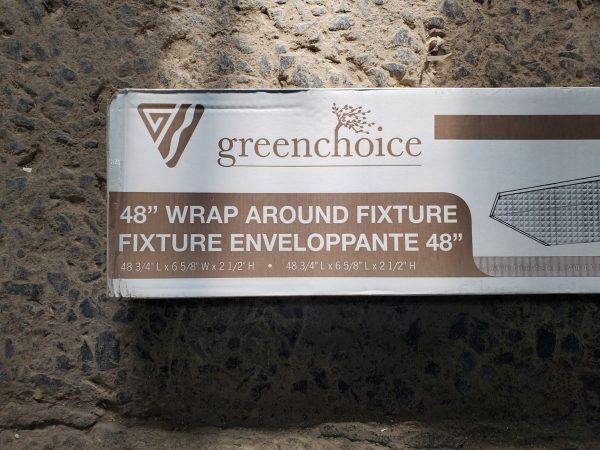 greenchoice
48” WRAP AROUND FIXTURE
FIXTURE ENVELOPPANTE 48”
48 3/4" L x 6 5/8' W x 2 1/2' H • 48 3/4" L x 6 5/8" L x 2 1/2" H